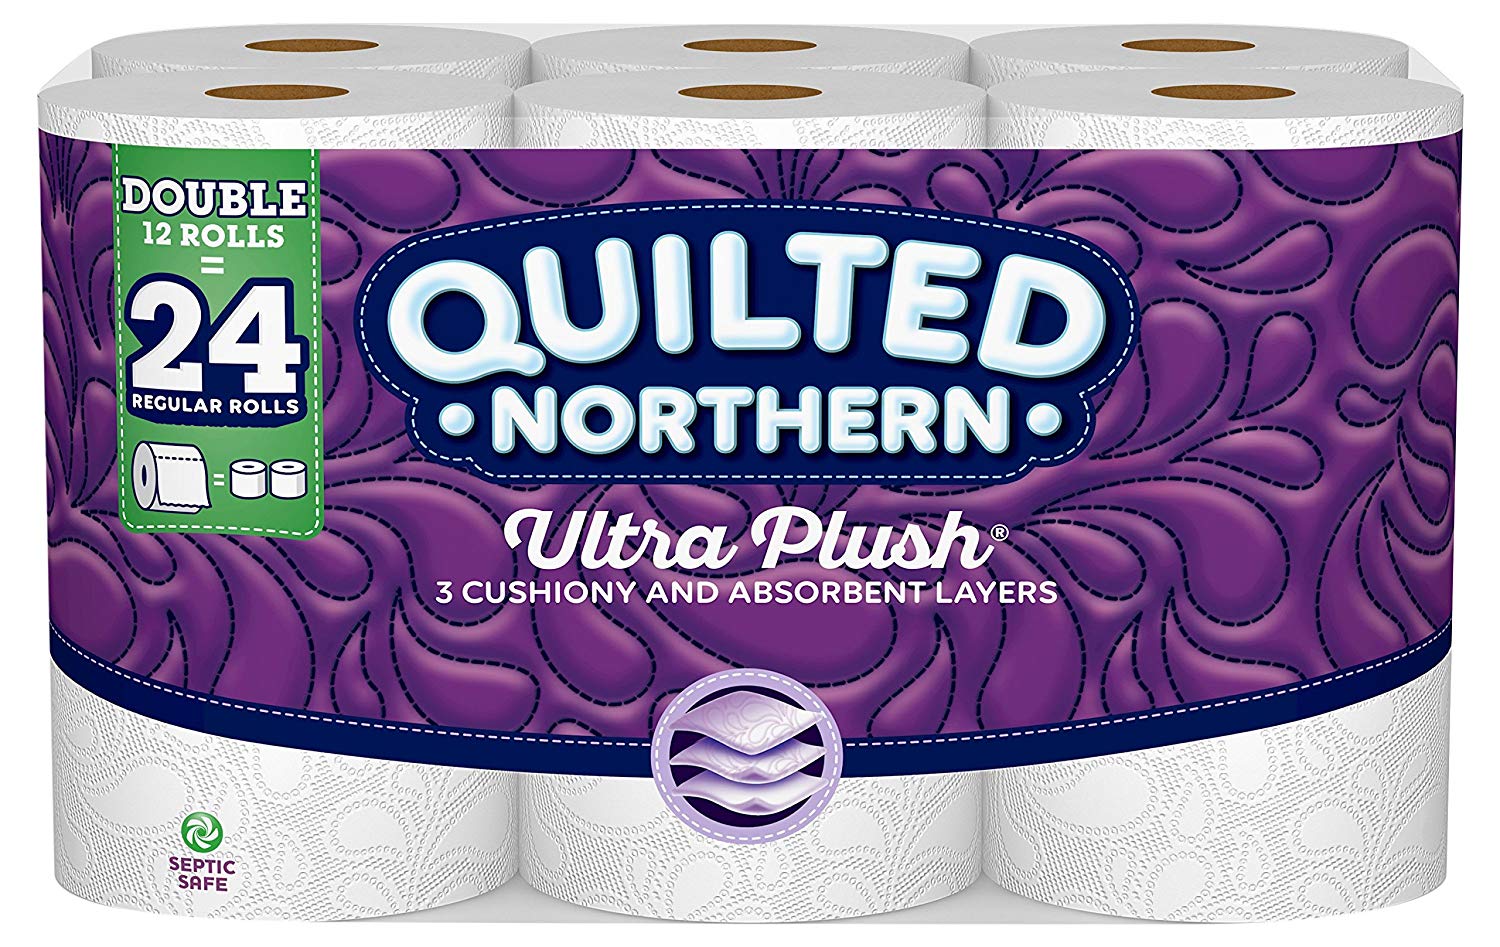 DOUBLE
12 ROLLS
=
24
REGULAR ROLLS
=
QUILTED
• NORTHERN •
Ultra Plush®
3 CUSHIONY AND ABSORBENT LAYERS
SEPTIC
SAFE